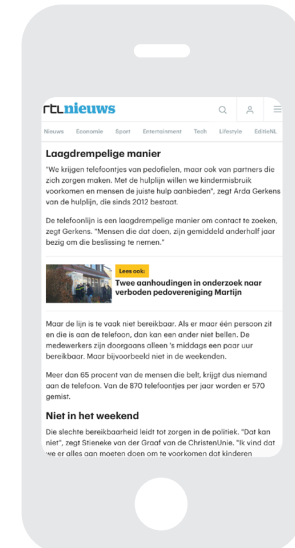 rtlnieuws
Nieuws Economie Sport Entertainment Tech Lifestyle EditieNL
Laagdrempelige manier
"We krijgen telefoontjes van pedofielen, maar ook van partners die
zich zorgen maken. Met de hulplijn willen we kindermisbruik
voorkomen en mensen de juiste hulp aanbieden", zegt Arda Gerkens
van de hulplijn, die sinds 2012 bestaat.
De telefoonlijn is een laagdrempelige manier om contact te zoeken,
zegt Gerkens. "Mensen die dat doen, zijn gemiddeld anderhalf jaar
bezig om die beslissing te nemen."
Lees ook:
Twee aanhoudingen in onderzoek naar
verboden pedovereniging Martijn
Maar de lijn is te vaak niet bereikbaar. Als er maar één persoon zit
en die is aan de telefoon, dan kan een ander niet bellen. De
medewerkers zijn doorgaans alleen 's middags een paar uur
bereikbaar. Maar bijvoorbeeld niet in de weekenden.
Meer dan 65 procent van de mensen die belt, krijgt dus niemand
aan de telefoon. Van de 870 telefoontjes per jaar worden er 570
gemist.
Niet in het weekend
Die slechte bereikbaarheid leidt tot zorgen in de politiek. "Dat kan
niet", zegt Stieneke van der Graaf van de ChristenUnie. "Ik vind dat
we er alles aan moeten doen om te voorkomen dat kinderen